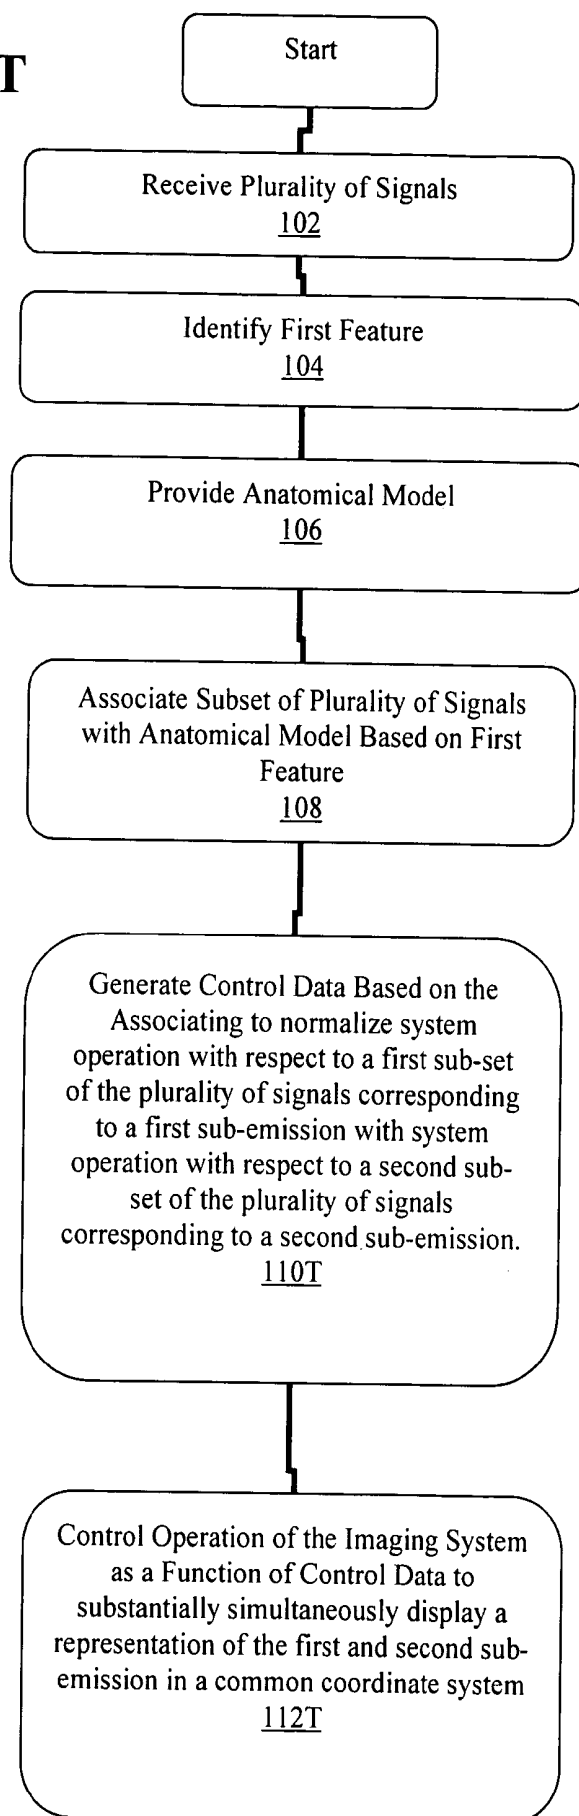 T
Start
Receive Plurality of Signals
102
Identify First Feature
104
Provide Anatomical Model
106
Associate Subset of Plurality of Signals
with Anatomical Model Based on First
Feature
108
Generate Control Data Based on the
Associating to normalize system
operation with respect to a first sub-set
of the plurality of signals corresponding
to a first sub-emission with system
operation with respect to a second sub-
set of the plurality of signals
corresponding to a second sub-emission.
110T
Control Operation of the Imaging System
as a Function of Control Data to
substantially simultaneously display a
representation of the first and second sub-
emission in a common coordinate system
112T